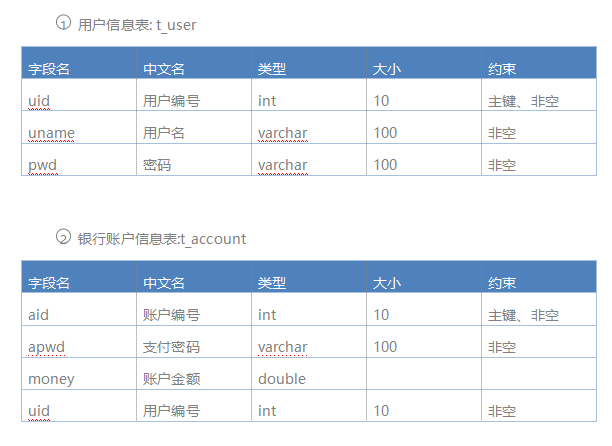 ① 用户信息表: t_user
字段名 中文名 类型 大小 约束
uid 用户编号 int 10 主键、非空
uname 用户名 varchar 100 非空
pwd 密码 varchar 100 非空
② 银行账户信息表:t_account
字段名 中文名 类型 大小 约束
aid 账户编号 int 10 主键、非空
apwd 支付密码 varchar 100 非空
money 账户金额 double
uid 用户编号 int 10 非空